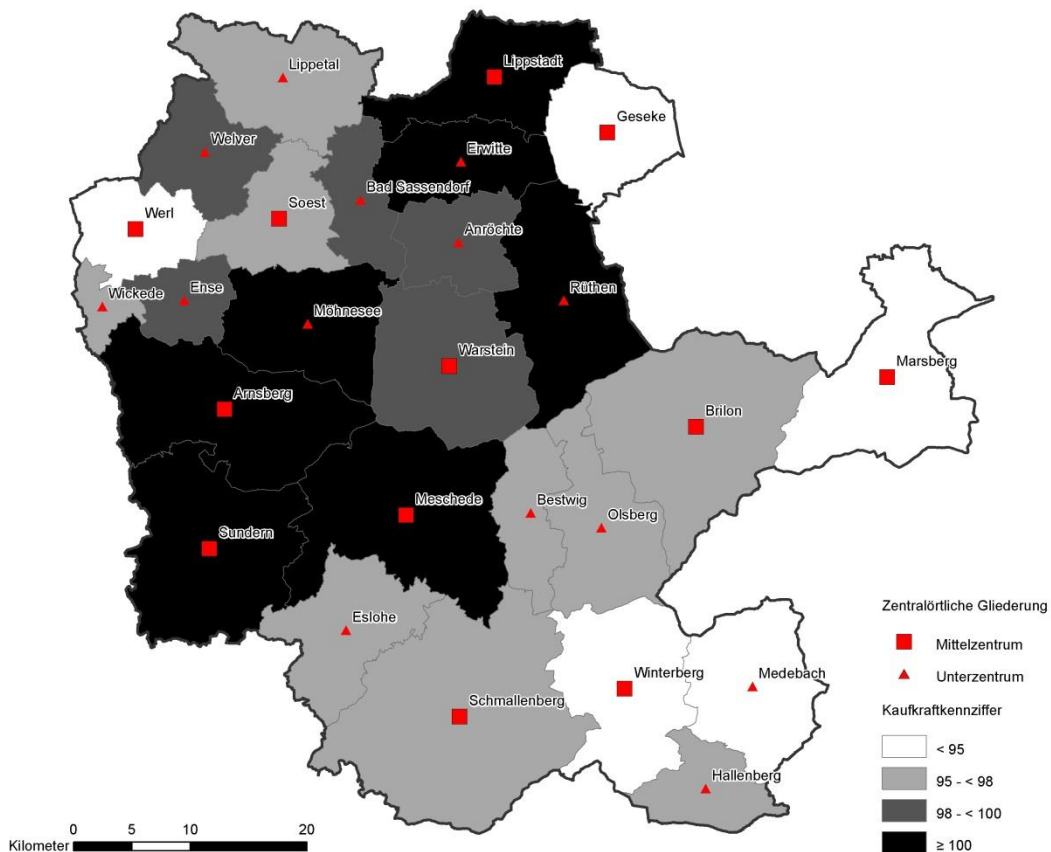 Lippetal
Lippstadt
Geseke
Welver
Erwitte
Bad Sassendorf
Soest
Werl
Anröchte
Wickede
Ense
Möhnesee
Rüthen
Warstein
Marsberg
Arnsberg
Brilon
Meschede
Bestwig
Olsberg
Sundern
Eslohe
Schmallenberg
Winterberg
Medebach
Hallenberg
Zentralörtliche Gliederung
Mittelzentrum
Unterzentrum
Kaufkraftkennziffer
< 95
95 - < 98
98 - < 100
≥ 100
0 5 10 20
Kilometer